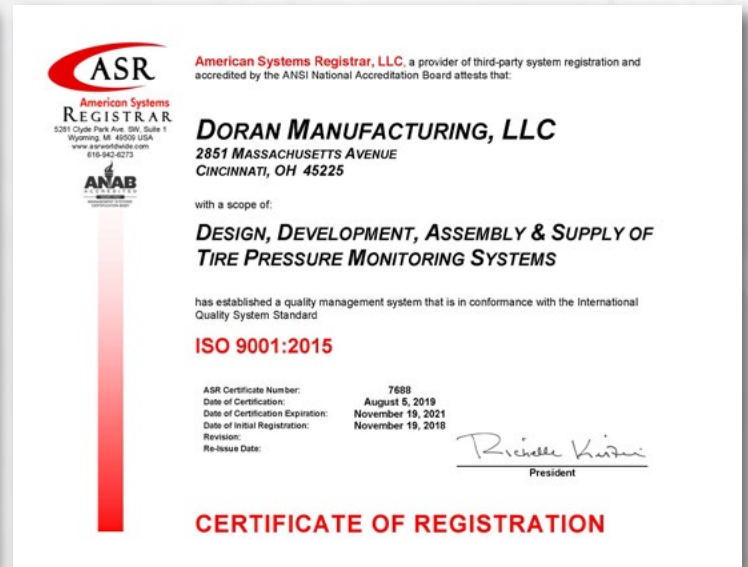 ASR
American Systems
REGISTRAR
5281 Clyde Park Ave. SW, Suite 1
Wyoming, MI 49509 USA
www.asrworldwide.com
616-942-6273
ANAB
ACCREDITED
American Systems Registrar, LLC, a provider of third-party system registration and
accredited by the ANSI National Accreditation Board attests that:
DORAN MANUFACTURING, LLC
2851 MASSACHUSETTS AVENUE
CINCINNATI, OH 45225
with a scope of:
DESIGN, DEVELOPMENT, ASSEMBLY & SUPPLY OF
TIRE PRESSURE MONITORING SYSTEMS
has established a quality management system that is in conformance with the International
Quality System Standard
ISO 9001:2015
ASR Certificate Number: 7688
Date of Certification: August 5, 2019
Date of Certification Expiration: November 19, 2021
Date of Initial Registration: November 19, 2018
Revision:
Re-Issue Date:
President
CERTIFICATE OF REGISTRATION